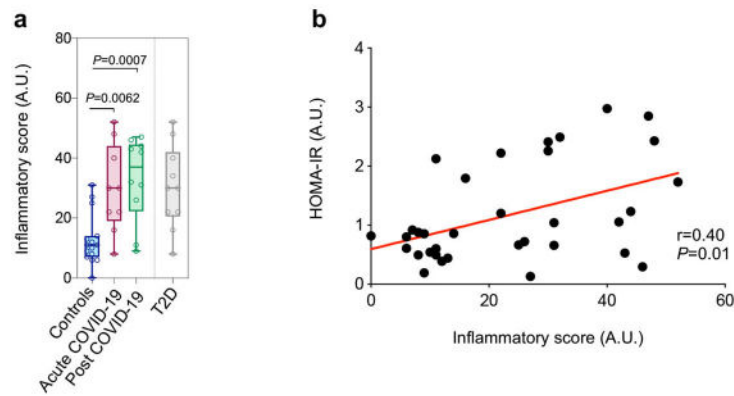 a
80
60
40
20
0
Inflammatory score (A.U.)
P=0.0007
P=0.0062
Controls
Acute COVID-19
Post COVID-19
T2D
b
4
3
2
1
0
HOMA-IR (A.U.)
r=0.40
P=0.01
0
20
40
60
Inflammatory score (A.U.)